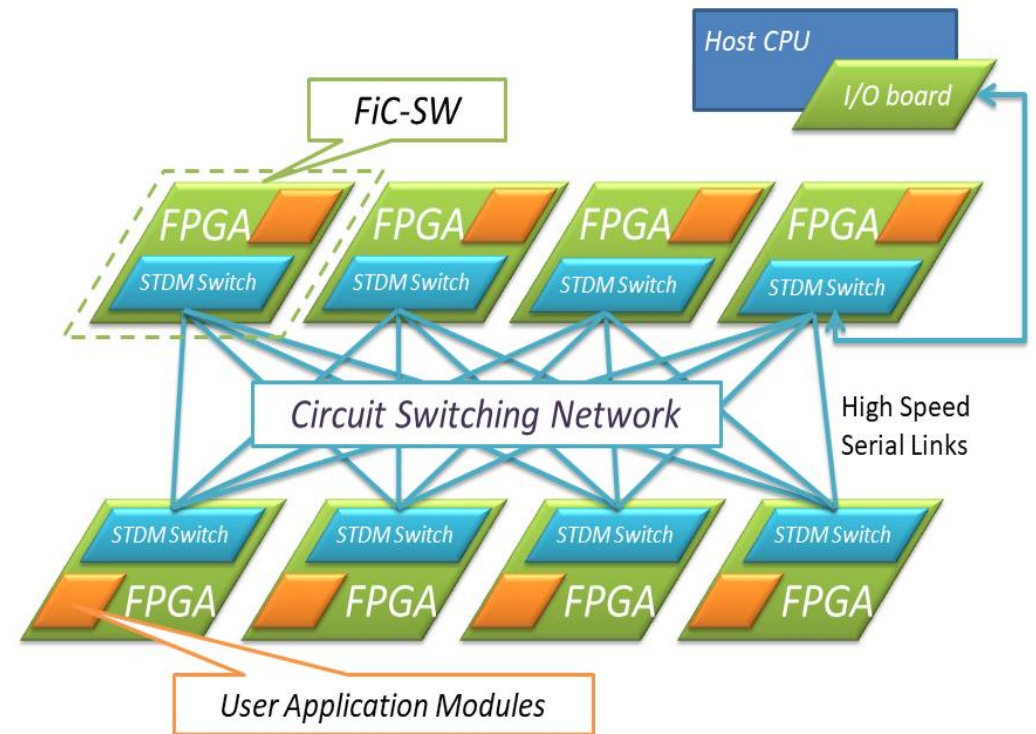 Host CPU
I/O board
FiC-SW
FPGA
FPGA
FPGA
FPGA
STDM Switch
STDM Switch
STDM Switch
STDM Switch
Circuit Switching Network
High Speed
Serial Links
STDM Switch
STDM Switch
STDM Switch
STDM Switch
FPGA
FPGA
FPGA
FPGA
User Application Modules